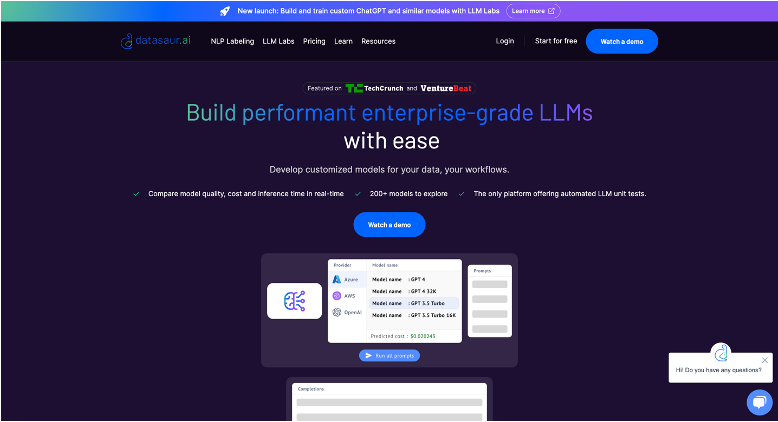 New launch: Build and train custom ChatGPT and similar models with LLM Labs Learn more
datasaur.ai NLP Labeling LLM Labs Pricing Learn Resources Login Start for free Watch a demo
Featured on TechCrunch and VentureBeat
Build performant enterprise-grade LLMs
with ease
Develop customized models for your data, your workflows.
Compare model quality, cost and inference time in real-time 200+ models to explore The only platform offering automated LLM unit tests.
Watch a demo
Provider Model name
Azure
AWS
OpenAI
Model name : GPT 4
Model name : GPT 4 32K
Model name : GPT 3.5 Turbo
Model name : GPT 3.5 Turbo 16K
Predicted cost :
Prompts
Run all prompts
Completions
Hi! Do you have any questions?